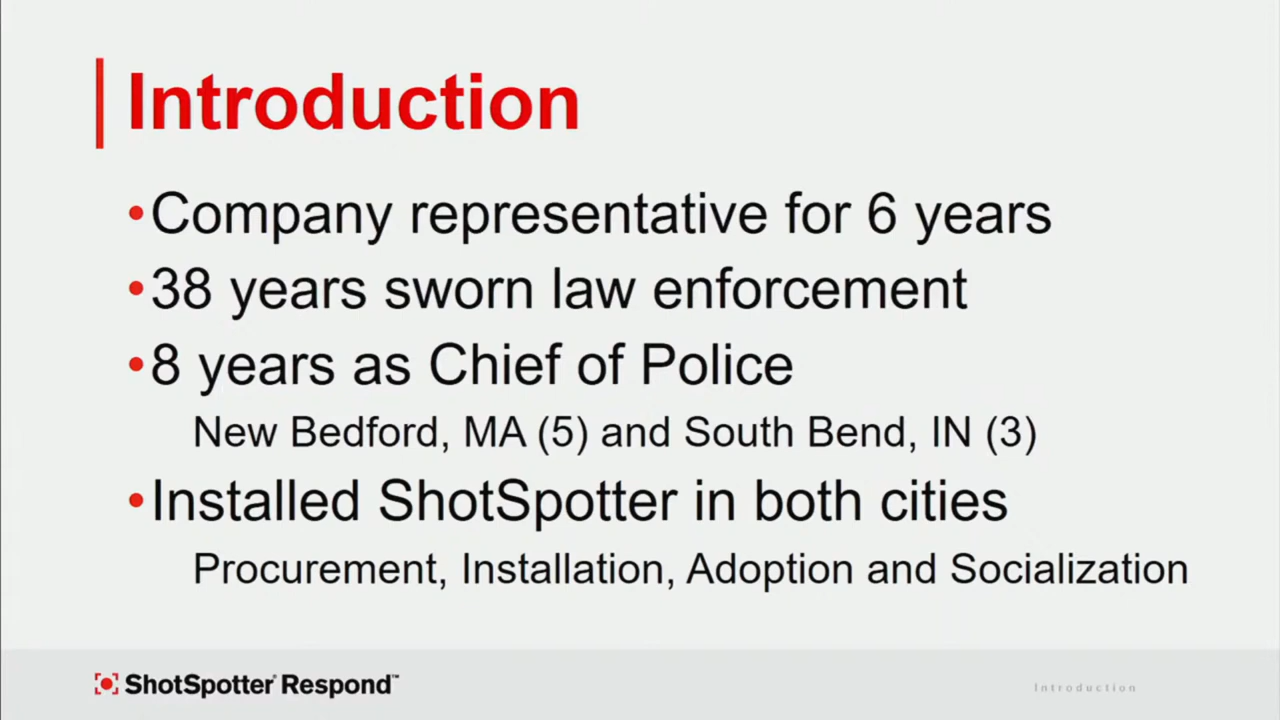 Introduction
•Company representative for 6 years
•38 years sworn law enforcement
•8 years as Chief of Police
New Bedford, MA (5) and South Bend, IN (3)
•Installed ShotSpotter in both cities
Procurement, Installation, Adoption and Socialization
ShotSpotter® Respond™
Introduction